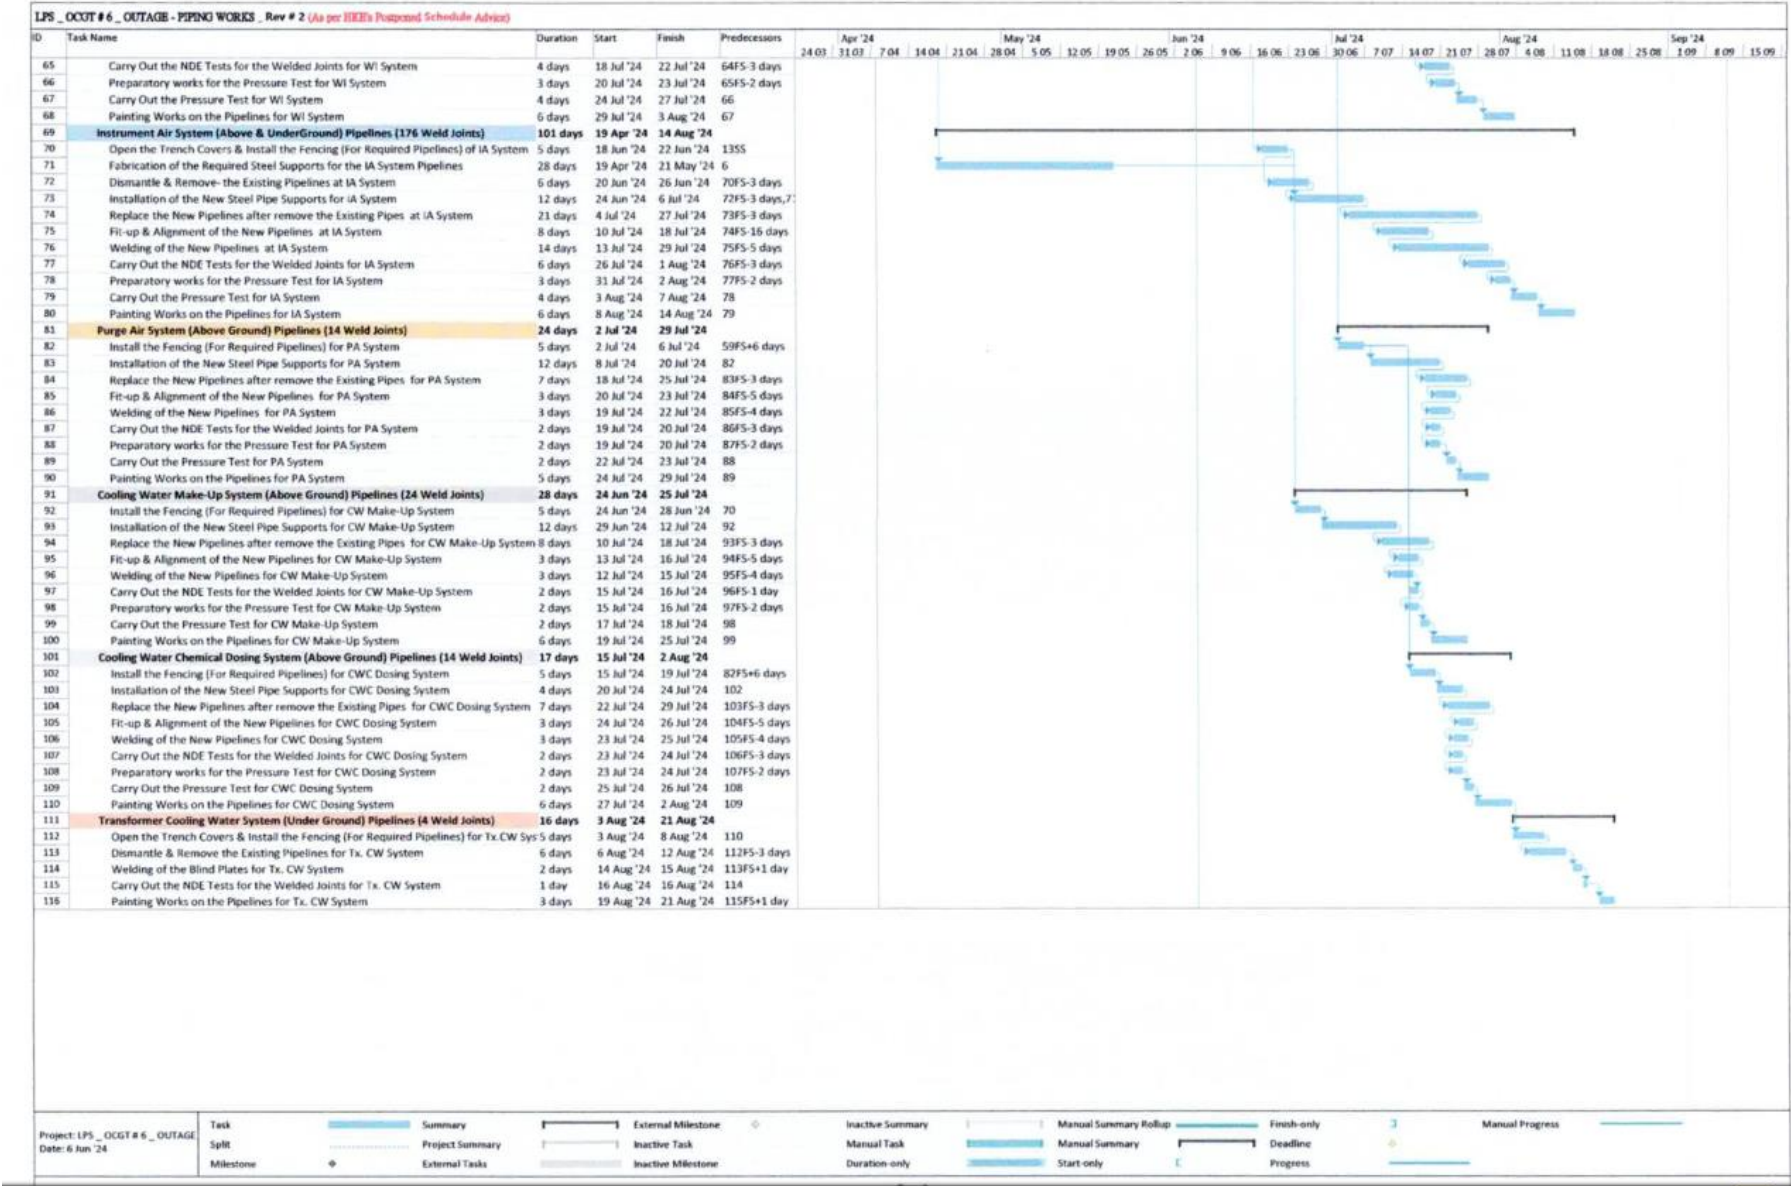 LPS _ OCGT # 6 _ OUTAGE - PIPING WORKS _ Rev # 2 (As per HKH's Postponed Schedule Advice)
ID Task Name Duration Start Finish Predecessors Apr '24 May '24 Jun '24 Jul '24 Aug '24 Sep '24
24 03 31 03 7 04 14 04 21 04 28 04 5 05 12 05 19 05 26 05 2 06 9 06 16 06 23 06 30 06 7 07 14 07 21 07 28 07 4 08 11 08 18 08 25 08 1 09 8 09 15 09
65 Carry Out the NDE Tests for the Welded Joints for WI System 4 days 18 Jul '24 22 Jul '24 64FS-3 days
66 Preparatory works for the Pressure Test for WI System 3 days 20 Jul '24 23 Jul '24 65FS-2 days
67 Carry Out the Pressure Test for WI System 4 days 24 Jul '24 27 Jul '24 66
68 Painting Works on the Pipelines for WI System 6 days 29 Jul '24 3 Aug '24 67
69 Instrument Air System (Above & UnderGround) Pipelines (176 Weld Joints) 101 days 19 Apr '24 14 Aug '24
70 Open the Trench Covers & Install the Fencing (For Required Pipelines) of IA System 5 days 18 Jun '24 22 Jun '24 13SS
71 Fabrication of the Required Steel Supports for the IA System Pipelines 28 days 19 Apr '24 21 May '24 6
72 Dismantle & Remove- the Existing Pipelines at IA System 6 days 20 Jun '24 26 Jun '24 70FS-3 days
73 Installation of the New Steel Pipe Supports for IA System 12 days 24 Jun '24 6 Jul '24 72FS-3 days,7
74 Replace the New Pipelines after remove the Existing Pipes at IA System 21 days 4 Jul '24 27 Jul '24 73FS-3 days
75 Fit-up & Alignment of the New Pipelines at IA System 8 days 10 Jul '24 18 Jul '24 74FS-16 days
76 Welding of the New Pipelines at IA System 14 days 13 Jul '24 29 Jul '24 75FS-5 days
77 Carry Out the NDE Tests for the Welded Joints for IA System 6 days 26 Jul '24 1 Aug '24 76FS-3 days
78 Preparatory works for the Pressure Test for IA System 3 days 31 Jul '24 2 Aug '24 77FS-2 days
79 Carry Out the Pressure Test for IA System 4 days 3 Aug '24 7 Aug '24 78
80 Painting Works on the Pipelines for IA System 6 days 8 Aug '24 14 Aug '24 79
81 Purge Air System (Above Ground) Pipelines (14 Weld Joints) 24 days 2 Jul '24 29 Jul '24
82 Install the Fencing (For Required Pipelines) for PA System 5 days 2 Jul '24 6 Jul '24 59FS+6 days
83 Installation of the New Steel Pipe Supports for PA System 12 days 8 Jul '24 20 Jul '24 82
84 Replace the New Pipelines after remove the Existing Pipes for PA System 7 days 18 Jul '24 25 Jul '24 83FS-3 days
85 Fit-up & Alignment of the New Pipelines for PA System 3 days 20 Jul '24 23 Jul '24 84FS-5 days
86 Welding of the New Pipelines for PA System 3 days 19 Jul '24 22 Jul '24 85FS-4 days
87 Carry Out the NDE Tests for the Welded Joints for PA System 2 days 19 Jul '24 20 Jul '24 86FS-3 days
88 Preparatory works for the Pressure Test for PA System 2 days 19 Jul '24 20 Jul '24 87FS-2 days
89 Carry Out the Pressure Test for PA System 2 days 22 Jul '24 23 Jul '24 88
90 Painting Works on the Pipelines for PA System 5 days 24 Jul '24 29 Jul '24 89
91 Cooling Water Make-Up System (Above Ground) Pipelines (24 Weld Joints) 28 days 24 Jun '24 25 Jul '24
92 Install the Fencing (For Required Pipelines) for CW Make-Up System 5 days 24 Jun '24 28 Jun '24 70
93 Installation of the New Steel Pipe Supports for CW Make-Up System 12 days 29 Jun '24 12 Jul '24 92
94 Replace the New Pipelines after remove the Existing Pipes for CW Make-Up System 8 days 10 Jul '24 18 Jul '24 93FS-3 days
95 Fit-up & Alignment of the New Pipelines for CW Make-Up System 3 days 13 Jul '24 16 Jul '24 94FS-5 days
96 Welding of the New Pipelines for CW Make-Up System 3 days 12 Jul '24 15 Jul '24 95FS-4 days
97 Carry Out the NDE Tests for the Welded Joints for CW Make-Up System 2 days 15 Jul '24 16 Jul '24 96FS-1 day
98 Preparatory works for the Pressure Test for CW Make-Up System 2 days 15 Jul '24 16 Jul '24 97FS-2 days
99 Carry Out the Pressure Test for CW Make-Up System 2 days 17 Jul '24 18 Jul '24 98
100 Painting Works on the Pipelines for CW Make-Up System 6 days 19 Jul '24 25 Jul '24 99
101 Cooling Water Chemical Dosing System (Above Ground) Pipelines (14 Weld Joints) 17 days 15 Jul '24 2 Aug '24
102 Install the Fencing (For Required Pipelines) for CWC Dosing System 5 days 15 Jul '24 19 Jul '24 82FS+6 days
103 Installation of the New Steel Pipe Supports for CWC Dosing System 4 days 20 Jul '24 24 Jul '24 102
104 Replace the New Pipelines after remove the Existing Pipes for CWC Dosing System 7 days 22 Jul '24 29 Jul '24 103FS-3 days
105 Fit-up & Alignment of the New Pipelines for CWC Dosing System 3 days 24 Jul '24 26 Jul '24 104FS-5 days
106 Welding of the New Pipelines for CWC Dosing System 3 days 23 Jul '24 25 Jul '24 105FS-4 days
107 Carry Out the NDE Tests for the Welded Joints for CWC Dosing System 2 days 23 Jul '24 24 Jul '24 106FS-3 days
108 Preparatory works for the Pressure Test for CWC Dosing System 2 days 23 Jul '24 24 Jul '24 107FS-2 days
109 Carry Out the Pressure Test for CWC Dosing System 2 days 25 Jul '24 26 Jul '24 108
110 Painting Works on the Pipelines for CWC Dosing System 6 days 27 Jul '24 2 Aug '24 109
111 Transformer Cooling Water System (Under Ground) Pipelines (4 Weld Joints) 16 days 3 Aug '24 21 Aug '24
112 Open the Trench Covers & Install the Fencing (For Required Pipelines) for Tx.CW Sys 5 days 3 Aug '24 8 Aug '24 110
113 Dismantle & Remove the Existing Pipelines for Tx. CW System 6 days 6 Aug '24 12 Aug '24 112FS-3 days
114 Welding of the Blind Plates for Tx. CW System 2 days 14 Aug '24 15 Aug '24 113FS+1 day
115 Carry Out the NDE Tests for the Welded Joints for Tx. CW System 1 day 16 Aug '24 16 Aug '24 114
116 Painting Works on the Pipelines for Tx. CW System 3 days 19 Aug '24 21 Aug '24 115FS+1 day
Project: LPS _ OCGT # 6 _ OUTAGE
Date: 6 Jun '24
Task Summary External Milestone Inactive Summary Manual Summary Rollup Finish-only Manual Progress
Split Project Summary Inactive Task Manual Task Manual Summary Deadline
Milestone External Tasks Inactive Milestone Duration-only Start-only Progress